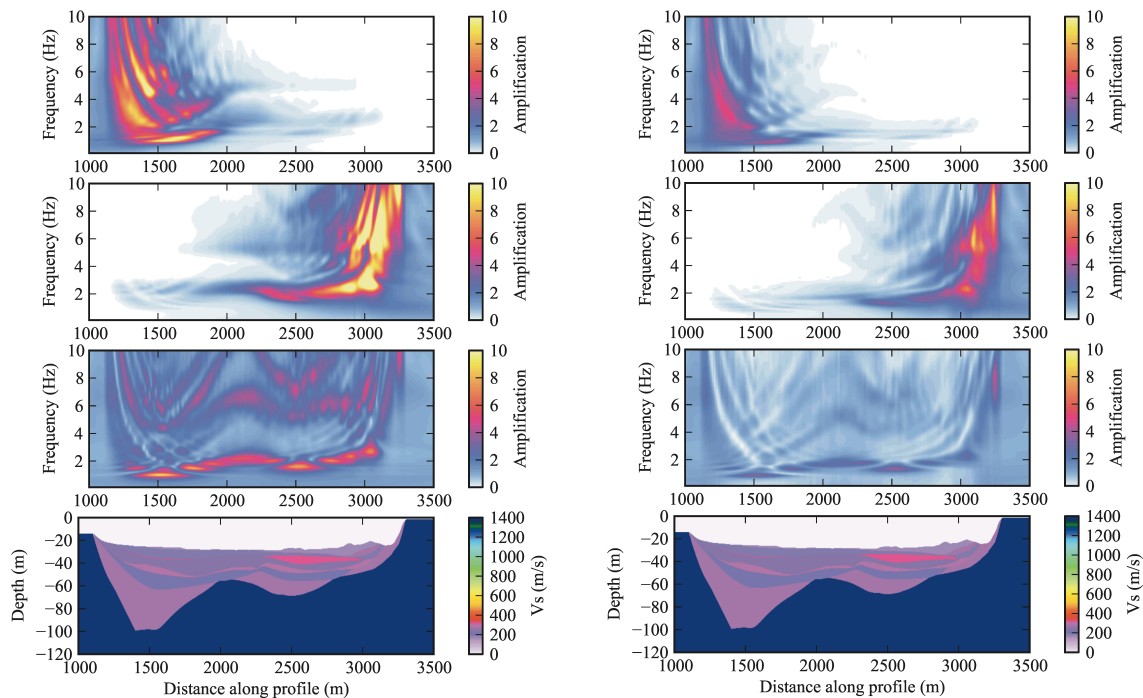 10 8 6 4 2 Frequency (Hz) 1000 1500 2000 2500 3000 3500 10 8 6 4 2 0 Amplification
10 8 6 4 2 Frequency (Hz) 1000 1500 2000 2500 3000 3500 10 8 6 4 2 0 Amplification
10 8 6 4 2 Frequency (Hz) 1000 1500 2000 2500 3000 3500 10 8 6 4 2 0 Amplification
10 8 6 4 2 Frequency (Hz) 1000 1500 2000 2500 3000 3500 10 8 6 4 2 0 Amplification
10 8 6 4 2 Frequency (Hz) 1000 1500 2000 2500 3000 3500 10 8 6 4 2 0 Amplification
10 8 6 4 2 Frequency (Hz) 1000 1500 2000 2500 3000 3500 10 8 6 4 2 0 Amplification
0 −20 −40 −60 −80 −100 −120 Depth (m) 1000 1500 2000 2500 3000 3500 1400 1200 1000 800 600 400 200 0 Vs (m/s)
Distance along profile (m)
0 −20 −40 −60 −80 −100 −120 Depth (m) 1000 1500 2000 2500 3000 3500 1400 1200 1000 800 600 400 200 0 Vs (m/s)
Distance along profile (m)